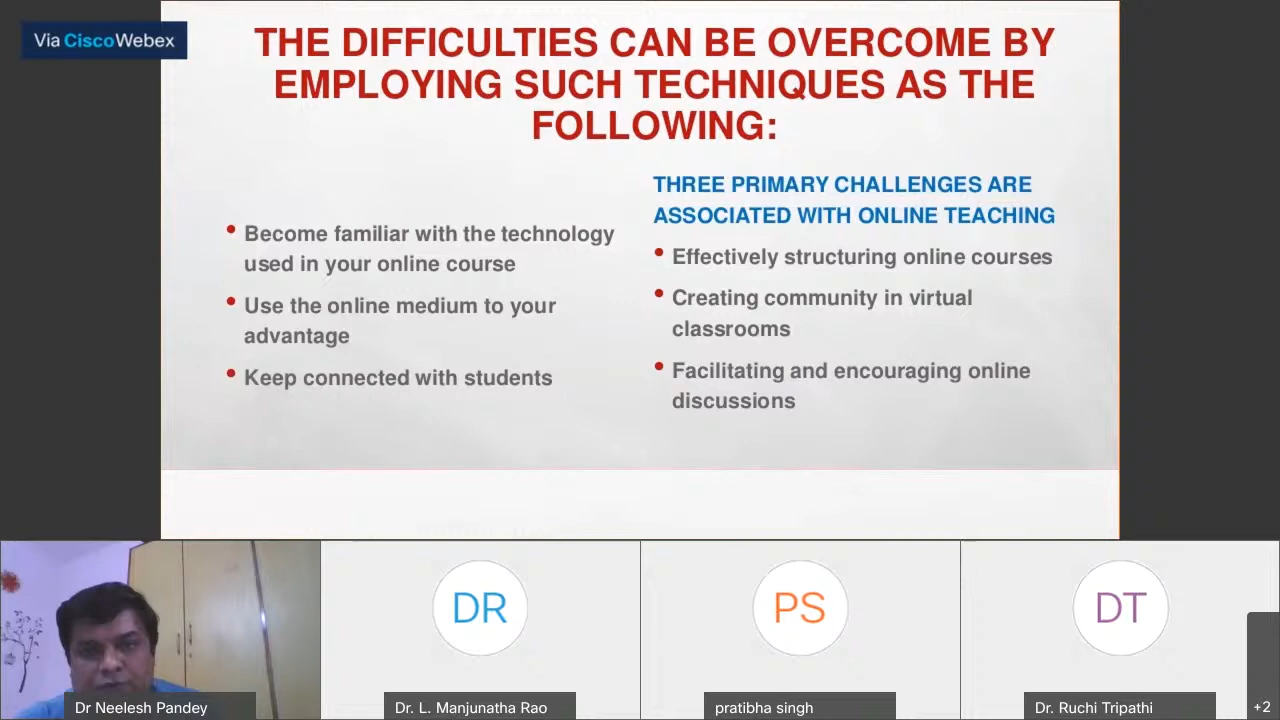 Via Cisco Webex
THE DIFFICULTIES CAN BE OVERCOME BY
EMPLOYING SUCH TECHNIQUES AS THE
FOLLOWING:
• Become familiar with the technology
used in your online course
• Use the online medium to your
advantage
• Keep connected with students
THREE PRIMARY CHALLENGES ARE
ASSOCIATED WITH ONLINE TEACHING
• Effectively structuring online courses
• Creating community in virtual
classrooms
• Facilitating and encouraging online
discussions
Dr Neelesh Pandey
DR
Dr. L. Manjunatha Rao
PS
pratibha singh
DT
Dr. Ruchi Tripathi
+2